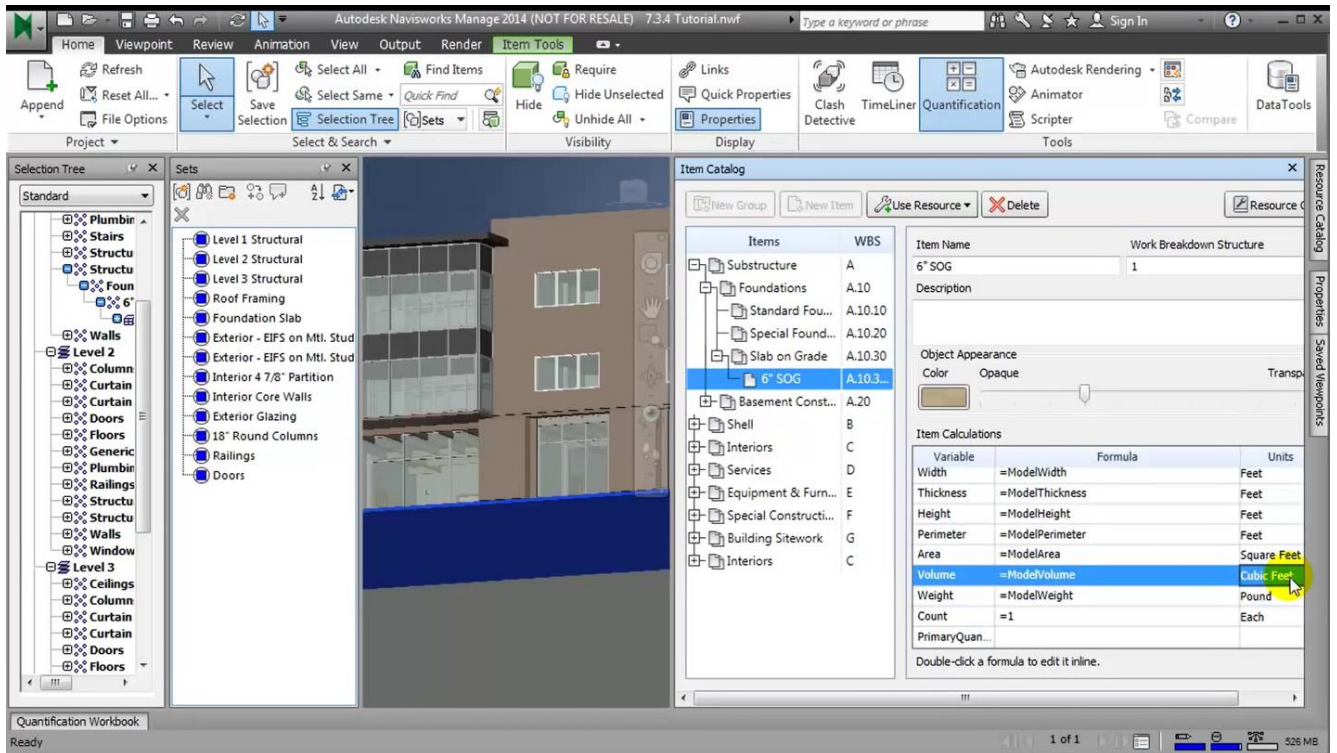 Autodesk Navisworks Manage 2014 (NOT FOR RESALE) 7.3.4 Tutorial.nwf
Type a keyword or phrase
Sign In
Home Viewpoint Review Animation View Output Render Item Tools
Append
Refresh
Reset All...
File Options
Project
Select
Save Selection
Select All
Select Same
Selection Tree
Find Items
Quick Find
Sets
Select & Search
Hide
Require
Hide Unselected
Unhide All
Visibility
Links
Quick Properties
Properties
Display
Clash Detective
TimeLiner
Quantification
Autodesk Rendering
Animator
Scripter
Compare
DataTools
Tools
Selection Tree
Standard
Plumbin
Stairs
Structu
Structu
Foun
6"
Walls
Level 2
Column
Curtain
Curtain
Doors
Floors
Generic
Plumbin
Railings
Structu
Structu
Walls
Window
Level 3
Ceilings
Column
Curtain
Curtain
Doors
Floors
Sets
Level 1 Structural
Level 2 Structural
Level 3 Structural
Roof Framing
Foundation Slab
Exterior - EIFS on Mtl. Stud
Exterior - EIFS on Mtl. Stud
Interior 4 7/8" Partition
Interior Core Walls
Exterior Glazing
18" Round Columns
Railings
Doors
Item Catalog
New Group New Item Use Resource Delete Resource C
Items WBS
Substructure A
Foundations A.10
Standard Fou... A.10.10
Special Found... A.10.20
Slab on Grade A.10.30
6" SOG A.10.3...
Basement Const... A.20
Shell B
Interiors C
Services D
Equipment & Furn... E
Special Constructi... F
Building Sitework G
Interiors C
Item Name Work Breakdown Structure
6" SOG 1
Description
Object Appearance
Color Opaque Transp
Item Calculations
Variable Formula Units
Width =ModelWidth Feet
Thickness =ModelThickness Feet
Height =ModelHeight Feet
Perimeter =ModelPerimeter Feet
Area =ModelArea Square Feet
Volume =ModelVolume Cubic Feet
Weight =ModelWeight Pound
Count =1 Each
PrimaryQuan...
Double-click a formula to edit it inline.
Resource Catalog
Properties
Saved Viewpoints
Quantification Workbook
Ready
1 of 1
526 MB